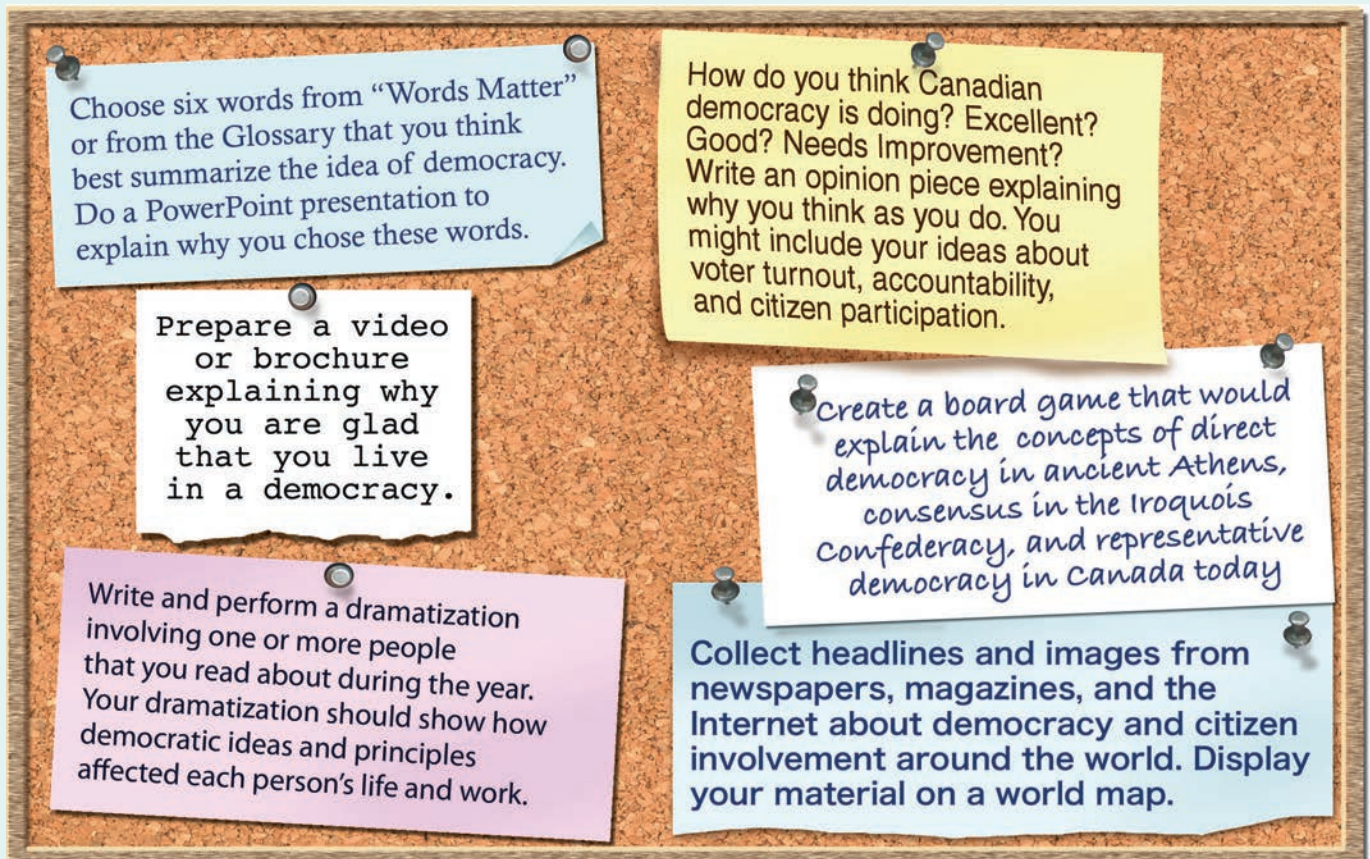 Choose six words from “Words Matter”
or from the Glossary that you think
best summarize the idea of democracy.
Do a PowerPoint presentation to
explain why you chose these words.
How do you think Canadian
democracy is doing? Excellent?
Good? Needs Improvement?
Write an opinion piece explaining
why you think as you do. You
might include your ideas about
voter turnout, accountability,
and citizen participation.
Prepare a video
or brochure
explaining why
you are glad
that you live
in a democracy.
Create a board game that would
explain the concepts of direct
democracy in ancient Athens,
consensus in the Iroquois
Confederacy, and representative
democracy in Canada today
Write and perform a dramatization
involving one or more people
that you read about during the year.
Your dramatization should show how
democratic ideas and principles
affected each person’s life and work.
Collect headlines and images from
newspapers, magazines, and the
Internet about democracy and citizen
involvement around the world. Display
your material on a world map.